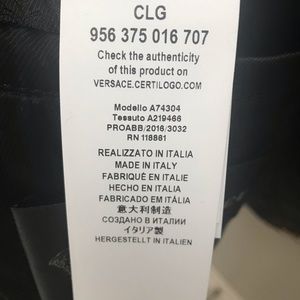 CLG
956 375 016 707
Check the authenticity
of this product on
VERSACE.CERTILOGO.COM
Modello A74304
Tessuto A219466
PROABB/2016/3032
RN 118861
REALIZZATO IN ITALIA
MADE IN ITALY
FABRIQUÉ EN ITALIE
HECHO EN ITALIA
FABRICADO EM ITÁLIA
意大利制造
СОЗДАНО В ИТАЛИИ
イタリア製
HERGESTELLT IN ITALIEN